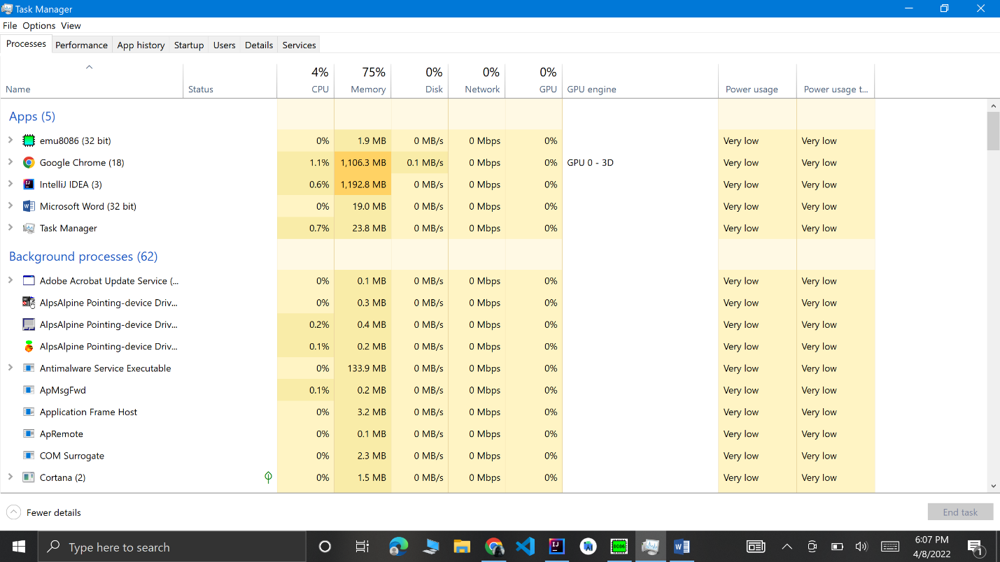 Task Manager
File Options View
Processes Performance App history Startup Users Details Services
4% 75% 0% 0% 0%
Name Status CPU Memory Disk Network GPU GPU engine Power usage Power usage t...
Apps (5)
emu8086 (32 bit) 0% 1.9 MB 0 MB/s 0 Mbps 0% Very low Very low
Google Chrome (18) 1.1% 1,106.3 MB 0.1 MB/s 0 Mbps 0% GPU 0 - 3D Very low Very low
IntelliJ IDEA (3) 0.6% 1,192.8 MB 0 MB/s 0 Mbps 0% Very low Very low
Microsoft Word (32 bit) 0% 19.0 MB 0 MB/s 0 Mbps 0% Very low Very low
Task Manager 0.7% 23.8 MB 0 MB/s 0 Mbps 0% Very low Very low
Background processes (62)
Adobe Acrobat Update Service (... 0% 0.1 MB 0 MB/s 0 Mbps 0% Very low Very low
AlpsAlpine Pointing-device Driv... 0% 0.3 MB 0 MB/s 0 Mbps 0% Very low Very low
AlpsAlpine Pointing-device Driv... 0.2% 0.4 MB 0 MB/s 0 Mbps 0% Very low Very low
AlpsAlpine Pointing-device Driv... 0.1% 0.2 MB 0 MB/s 0 Mbps 0% Very low Very low
Antimalware Service Executable 0% 133.9 MB 0 MB/s 0 Mbps 0% Very low Very low
ApMsgFwd 0.1% 0.2 MB 0 MB/s 0 Mbps 0% Very low Very low
Application Frame Host 0% 3.2 MB 0 MB/s 0 Mbps 0% Very low Very low
ApRemote 0% 0.1 MB 0 MB/s 0 Mbps 0% Very low Very low
COM Surrogate 0% 2.3 MB 0 MB/s 0 Mbps 0% Very low Very low
Cortana (2) 0% 1.5 MB 0 MB/s 0 Mbps 0% Very low Very low
Fewer details End task
Type here to search IJ 8086 W 6:07 PM 1
4/8/2022